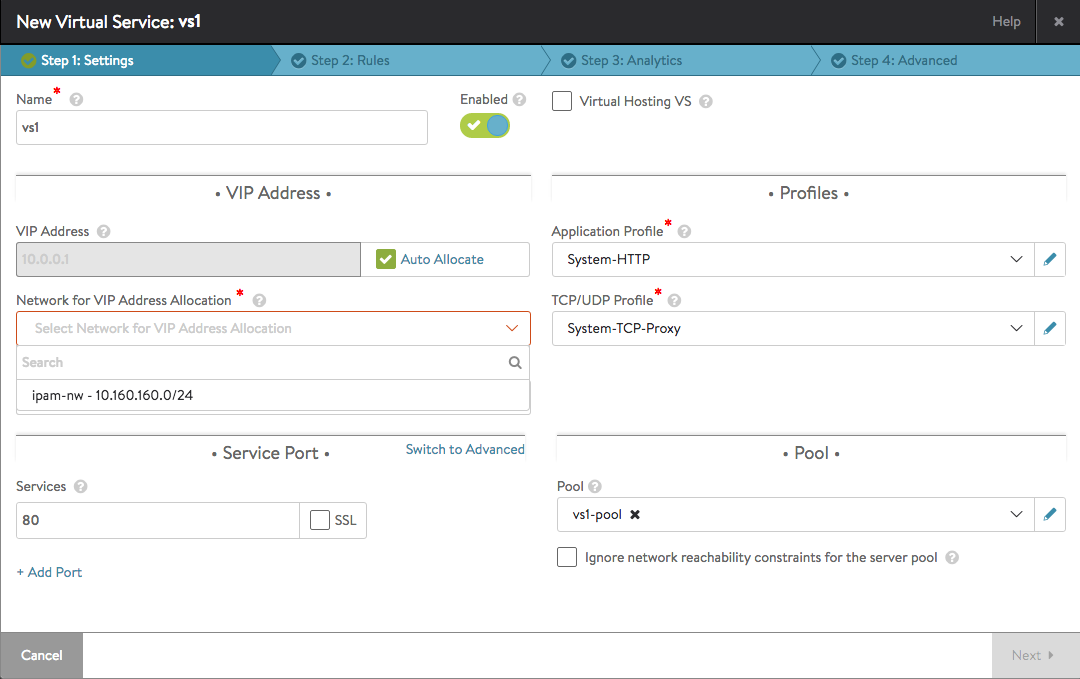 New Virtual Service: vs1
Help
Step 1: Settings
Step 2: Rules
Step 3: Analytics
Step 4: Advanced
Name*
Enabled
Virtual Hosting VS
vs1
• VIP Address •
• Profiles •
VIP Address
Application Profile*
10.0.0.1
Auto Allocate
System-HTTP
Network for VIP Address Allocation *
TCP/UDP Profile*
Select Network for VIP Address Allocation
System-TCP-Proxy
Search
ipam-nw - 10.160.160.0/24
• Service Port •
Switch to Advanced
• Pool •
Services
Pool
80
SSL
vs1-pool
Ignore network reachability constraints for the server pool
+ Add Port
Cancel
Next